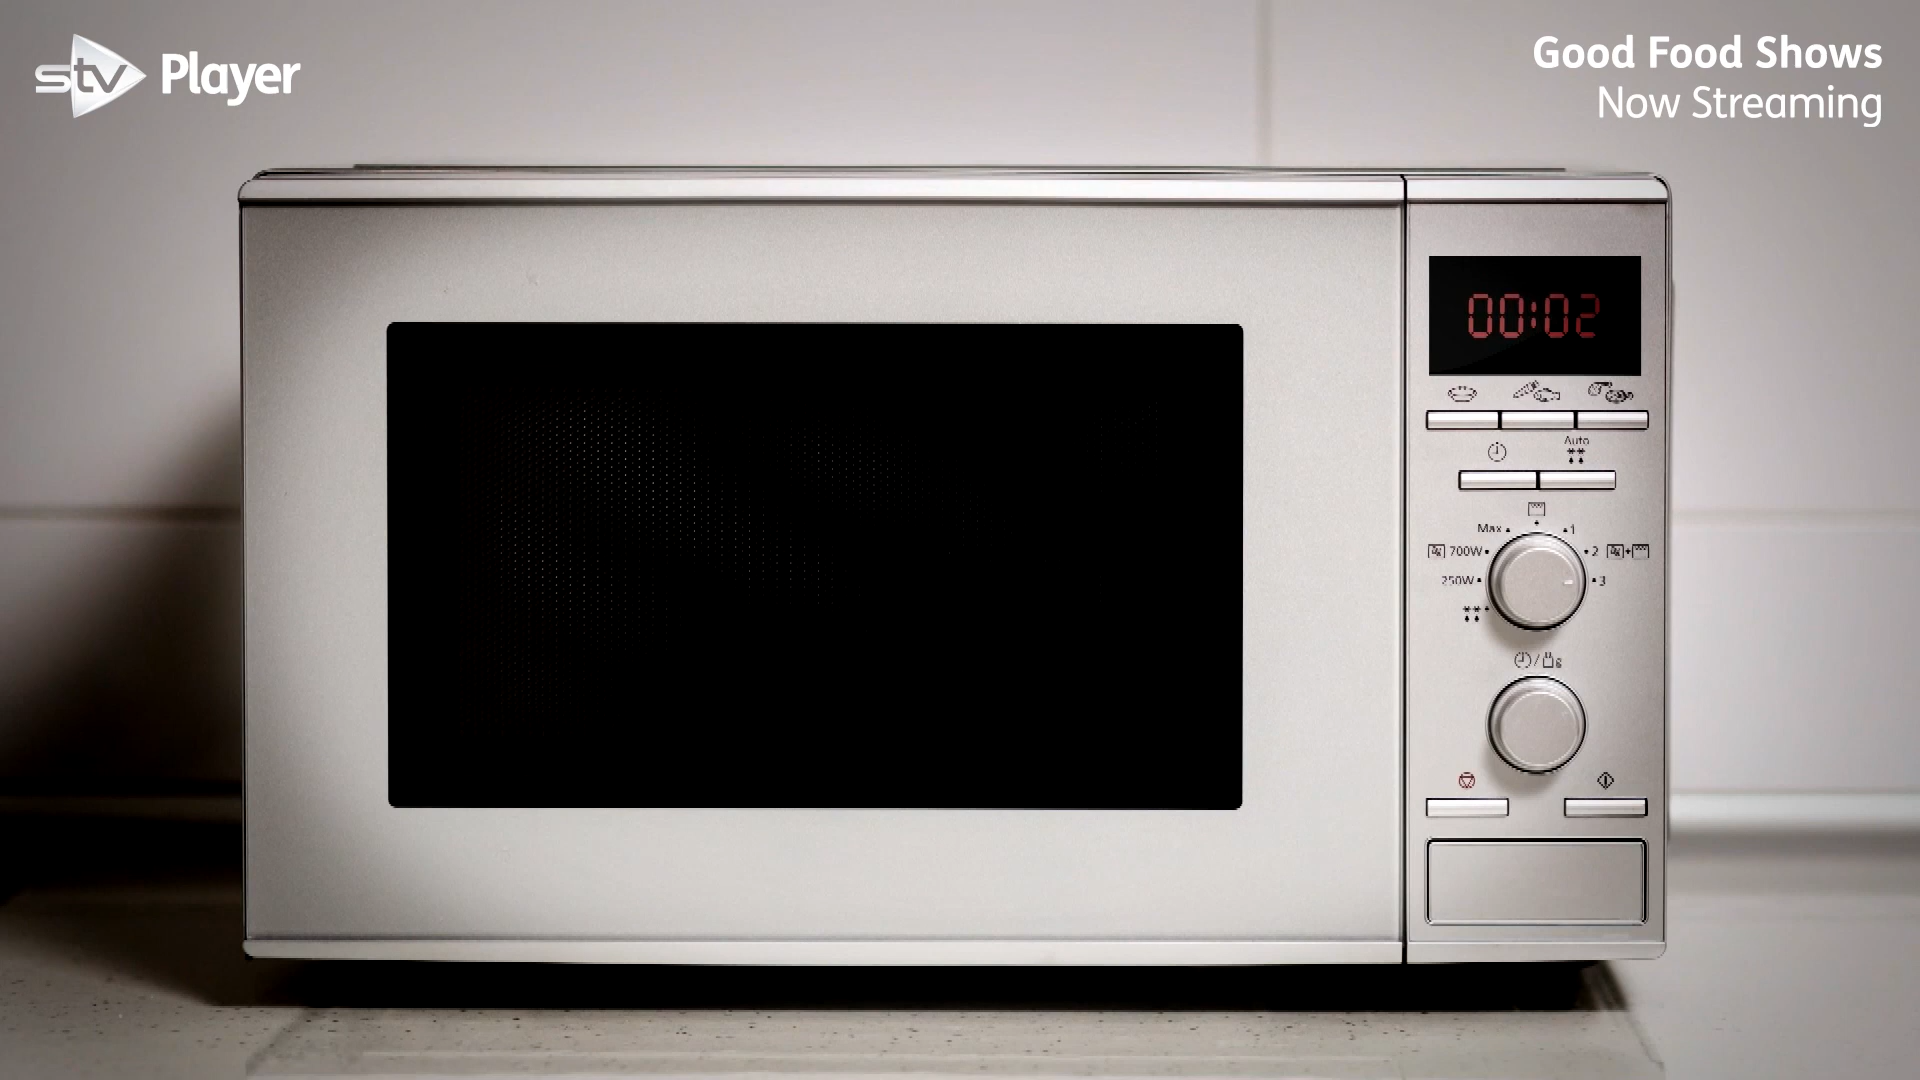 stv Player
Good Food Shows
Now Streaming
00:02
Auto
Max 1
700W 2
250W 3
g